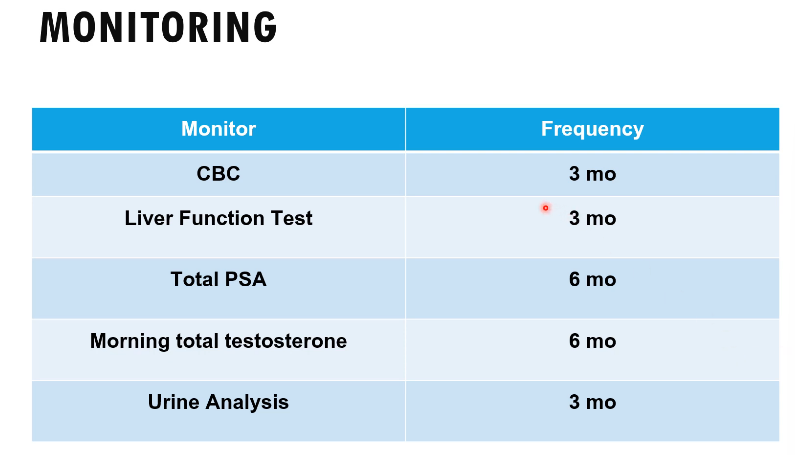 MONITORING
Monitor Frequency
CBC 3 mo
Liver Function Test 3 mo
Total PSA 6 mo
Morning total testosterone 6 mo
Urine Analysis 3 mo